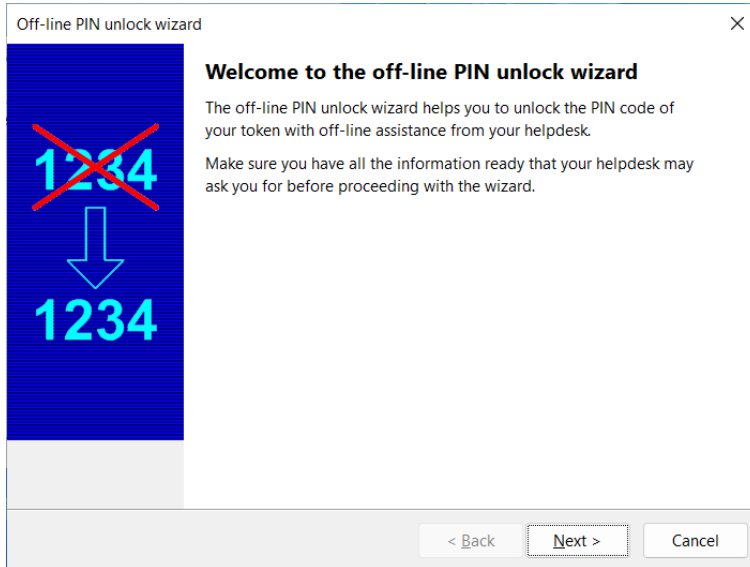 Off-line PIN unlock wizard
Welcome to the off-line PIN unlock wizard
The off-line PIN unlock wizard helps you to unlock the PIN code of
your token with off-line assistance from your helpdesk.
Make sure you have all the information ready that your helpdesk may
ask you for before proceeding with the wizard.
1234
1234
< Back
Next >
Cancel